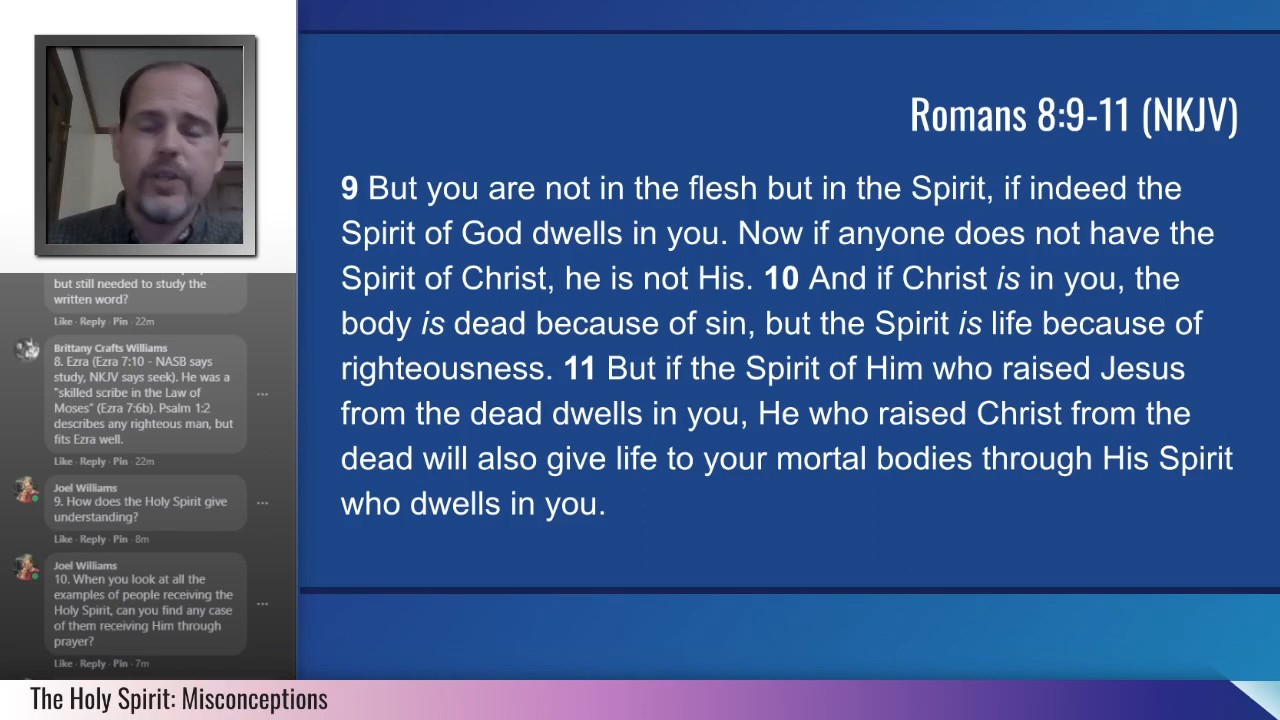 Romans 8:9-11 (NKJV)
9 But you are not in the flesh but in the Spirit, if indeed the
Spirit of God dwells in you. Now if anyone does not have the
Spirit of Christ, he is not His. 10 And if Christ is in you, the
body is dead because of sin, but the Spirit is life because of
righteousness. 11 But if the Spirit of Him who raised Jesus
from the dead dwells in you, He who raised Christ from the
dead will also give life to your mortal bodies through His Spirit
who dwells in you.
but still needed to study the
written word?
Like · Reply · Pin · 22m
Brittany Crafts Williams
8. Ezra (Ezra 7:10 - NASB says
study, NKJV says seek). He was a
"skilled scribe in the Law of
Moses" (Ezra 7:6b). Psalm 1:2
describes any righteous man, but
fits Ezra well.
Like · Reply · Pin · 22m
Joel Williams
9. How does the Holy Spirit give
understanding?
Like · Reply · Pin · 8m
Joel Williams
10. When you look at all the
examples of people receiving the
Holy Spirit, can you find any case
of them receiving Him through
prayer?
Like · Reply · Pin · 7m
The Holy Spirit: Misconceptions